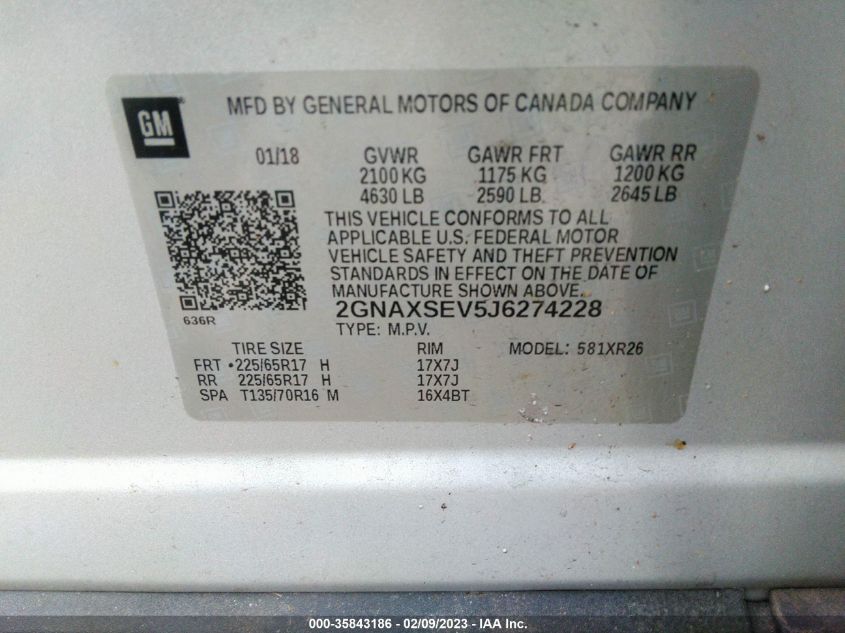 GM
MFD BY GENERAL MOTORS OF CANADA COMPANY
01/18 GVWR GAWR FRT GAWR RR
2100 KG 1175 KG 1200 KG
4630 LB 2590 LB 2645 LB
THIS VEHICLE CONFORMS TO ALL
APPLICABLE U.S. FEDERAL MOTOR
VEHICLE SAFETY AND THEFT PREVENTION
STANDARDS IN EFFECT ON THE DATE OF
MANUFACTURE SHOWN ABOVE.
2GNAXSEV5J6274228
636R
TYPE: M.P.V.
TIRE SIZE RIM MODEL: 581XR26
FRT •225/65R17 H 17X7J
RR 225/65R17 H 17X7J
SPA T135/70R16 M 16X4BT
000-35843186 - 02/09/2023 - IAA Inc.